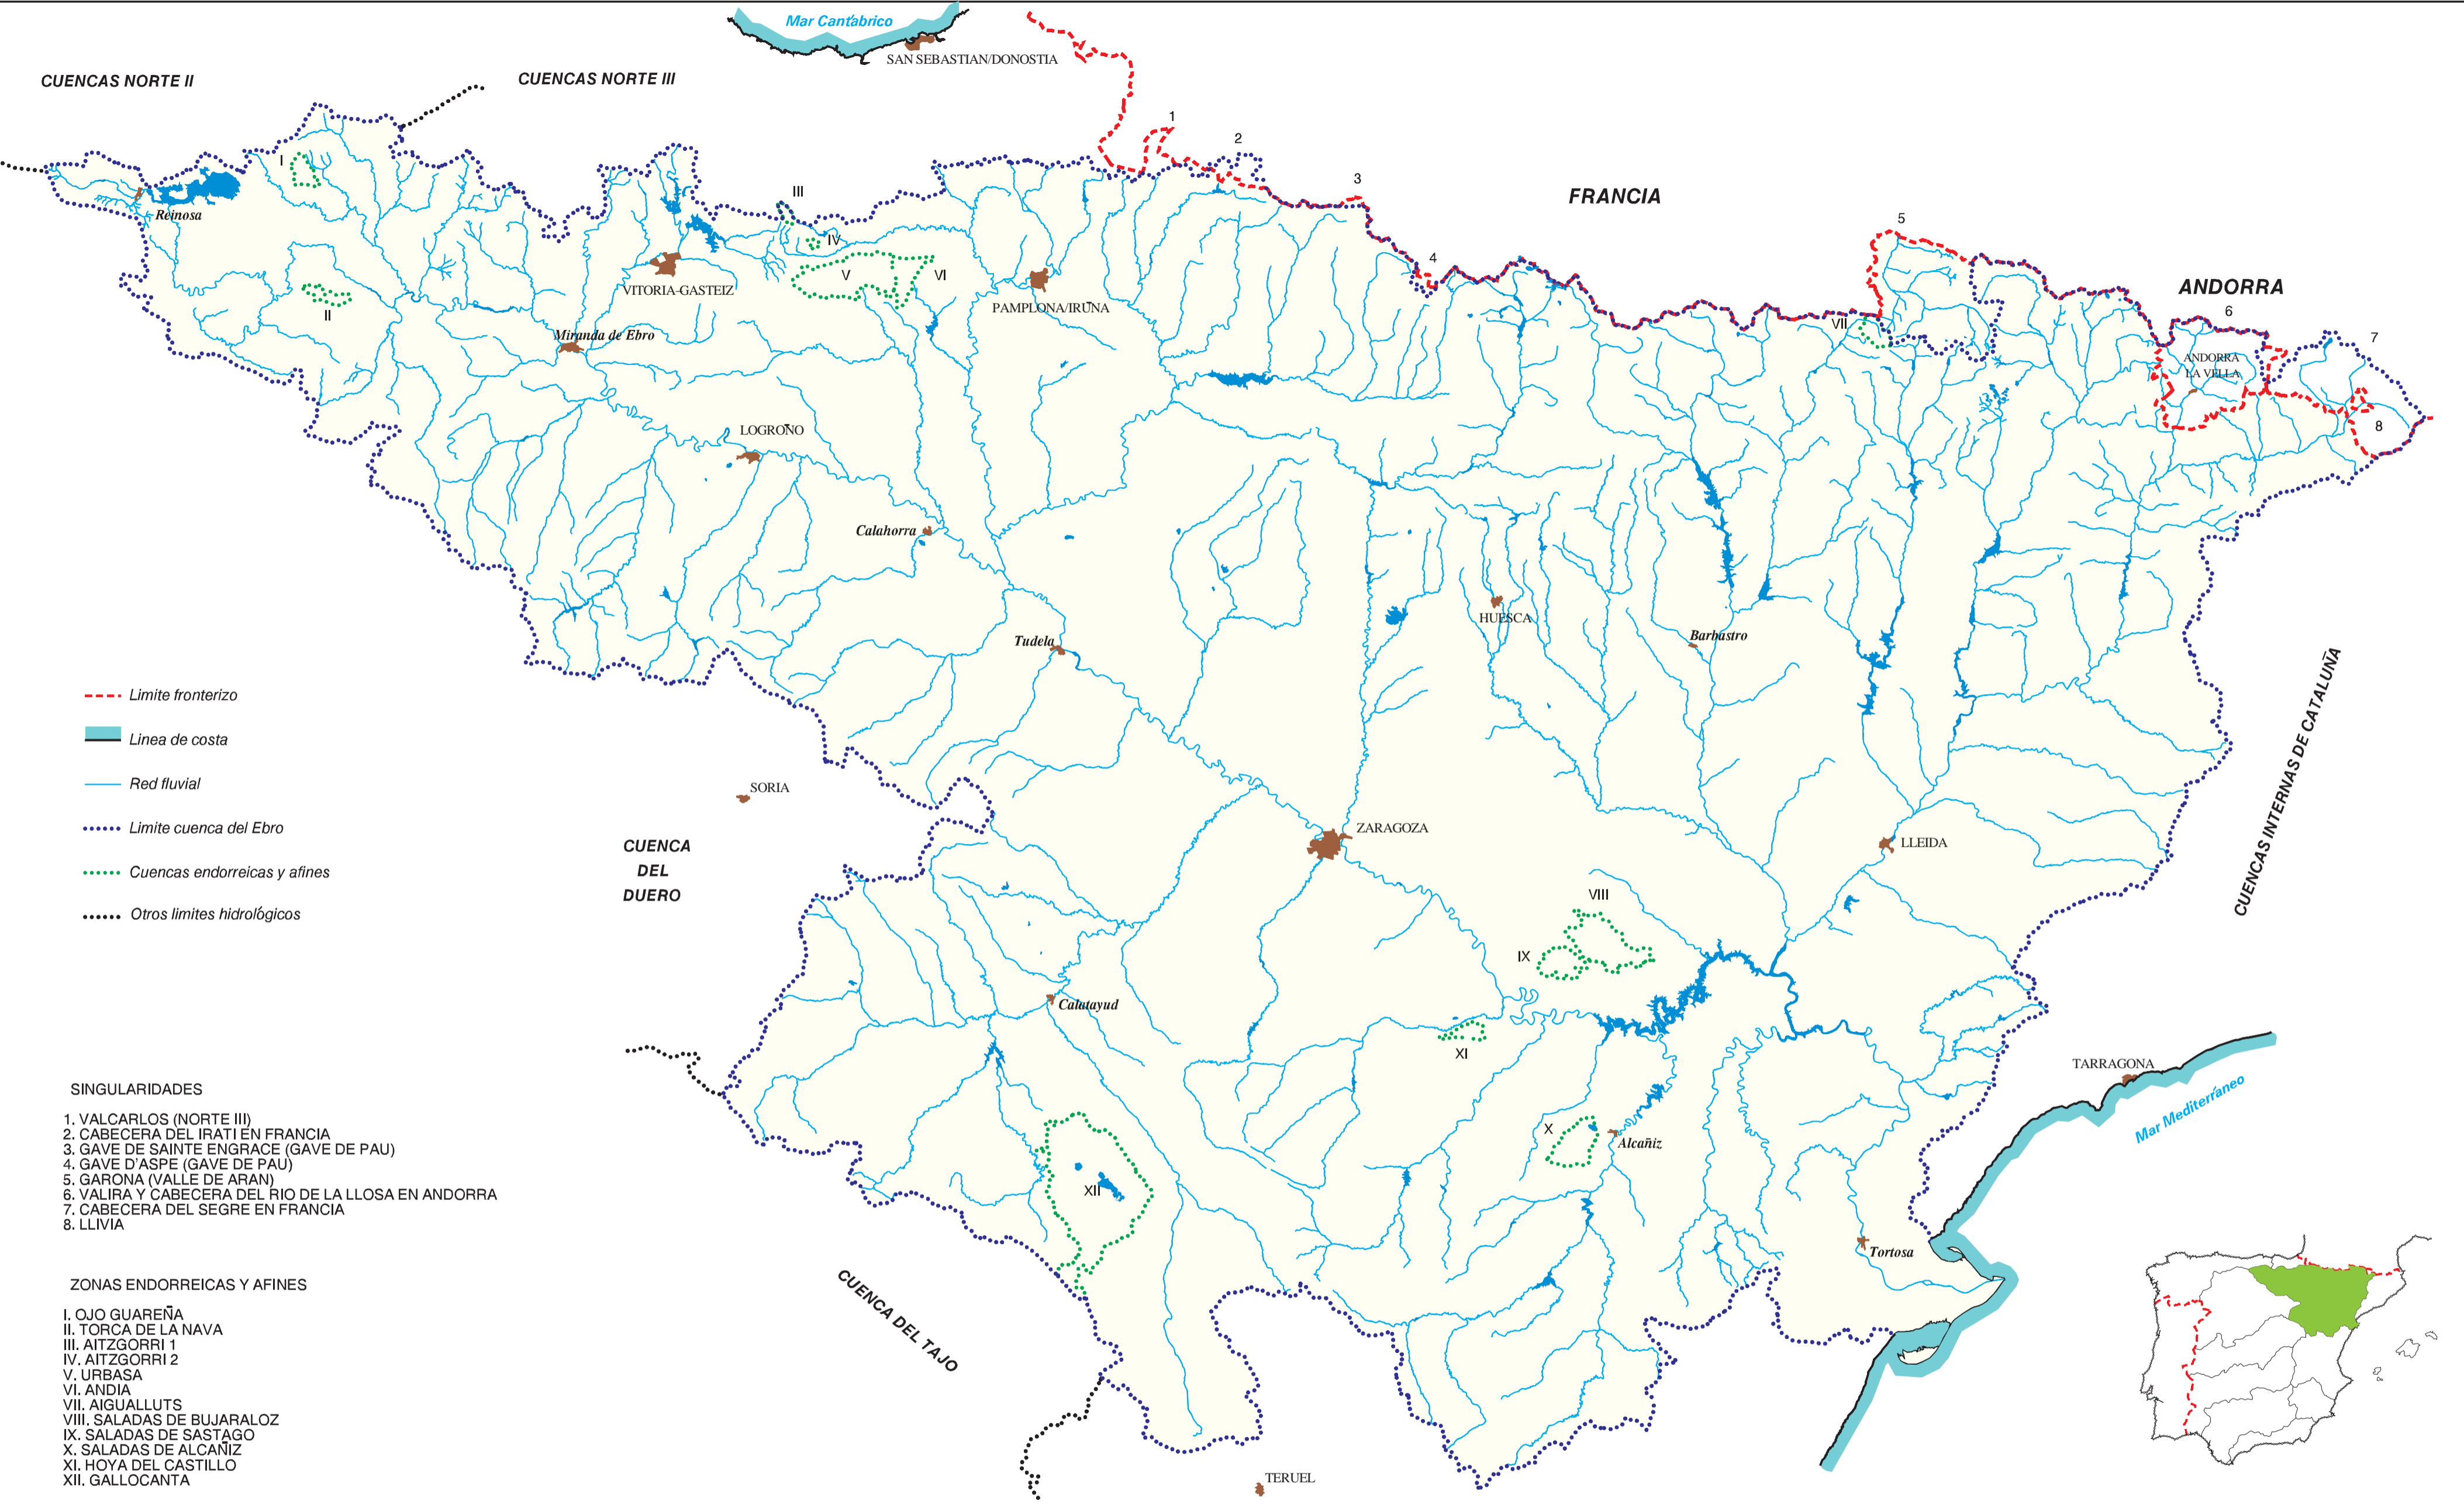 Mar Cantábrico
SAN SEBASTIAN/DONOSTIA
CUENCAS NORTE II
CUENCAS NORTE III
1
2
3
4
5
6
7
8
FRANCIA
ANDORRA
ANDORRA
LA VELLA
I
II
III
IV
V
VI
VII
Reinosa
VITORIA-GASTEIZ
PAMPLONA/IRUÑA
Miranda de Ebro
LOGROÑO
Calahorra
Tudela
HUESCA
Barbastro
CUENCAS INTERNAS DE CATALUÑA
Limite fronterizo
Linea de costa
Red fluvial
Limite cuenca del Ebro
Cuencas endorreicas y afines
Otros limites hidrológicos
SORIA
CUENCA
DEL
DUERO
ZARAGOZA
LLEIDA
VIII
IX
Calatayud
XI
X
Alcañiz
XII
TARRAGONA
Mar Mediterráneo
Tortosa
CUENCA DEL TAJO
TERUEL
SINGULARIDADES
1. VALCARLOS (NORTE III)
2. CABECERA DEL IRATI EN FRANCIA
3. GAVE DE SAINTE ENGRACE (GAVE DE PAU)
4. GAVE D'ASPE (GAVE DE PAU)
5. GARONA (VALLE DE ARAN)
6. VALIRA Y CABECERA DEL RIO DE LA LLOSA EN ANDORRA
7. CABECERA DEL SEGRE EN FRANCIA
8. LLIVIA
ZONAS ENDORREICAS Y AFINES
I. OJO GUAREÑA
II. TORCA DE LA NAVA
III. AITZGORRI 1
IV. AITZGORRI 2
V. URBASA
VI. ANDIA
VII. AIGUALLUTS
VIII. SALADAS DE BUJARALOZ
IX. SALADAS DE SASTAGO
X. SALADAS DE ALCAÑIZ
XI. HOYA DEL CASTILLO
XII. GALLOCANTA